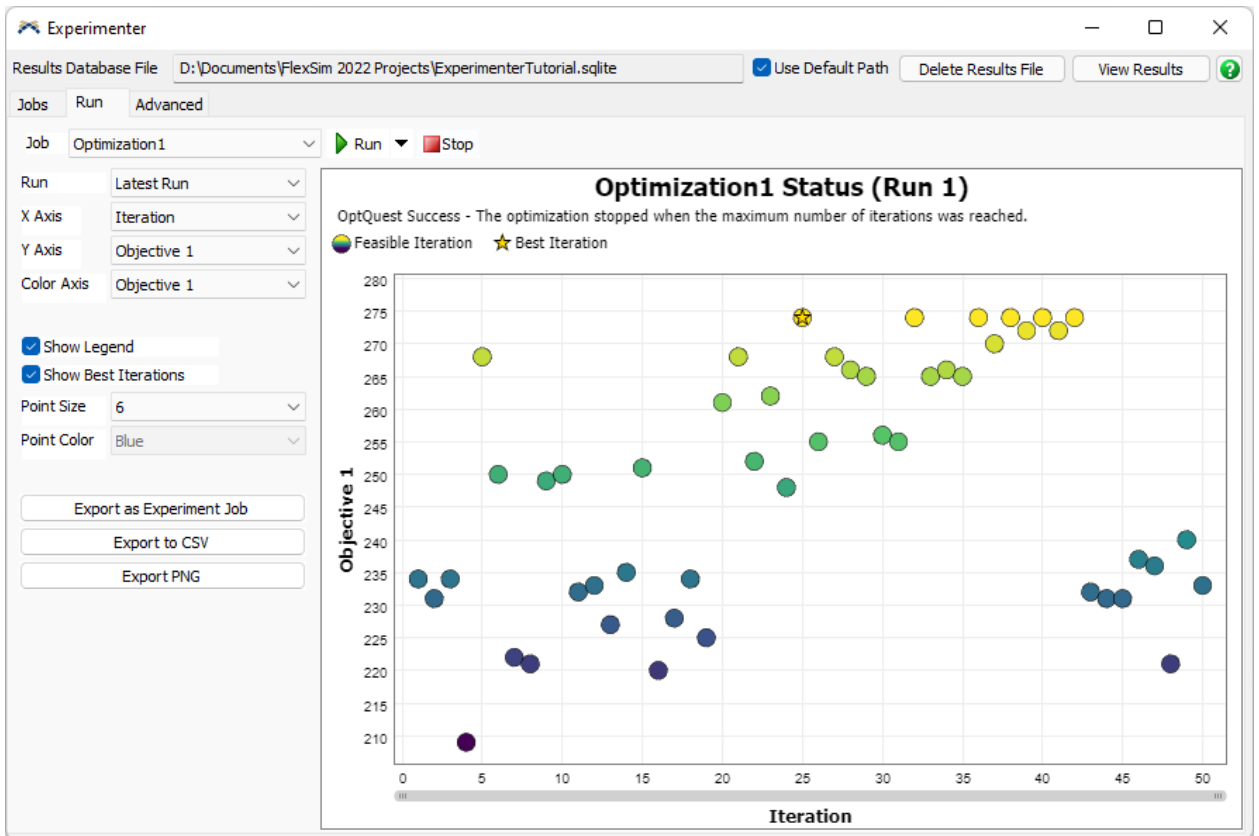 Experimenter
Results Database File D:\Documents\FlexSim 2022 Projects\ExperimenterTutorial.sqlite Use Default Path Delete Results File View Results ?
Jobs Run Advanced
Job Optimization1 Run Stop
Run Latest Run
X Axis Iteration
Y Axis Objective 1
Color Axis Objective 1
Show Legend
Show Best Iterations
Point Size 6
Point Color Blue
Export as Experiment Job
Export to CSV
Export PNG
Optimization1 Status (Run 1)
OptQuest Success - The optimization stopped when the maximum number of iterations was reached.
Feasible Iteration Best Iteration
280
275
270
265
260
255
250
245
240
235
230
225
220
215
210
Objective 1
0 5 10 15 20 25 30 35 40 45 50
Iteration